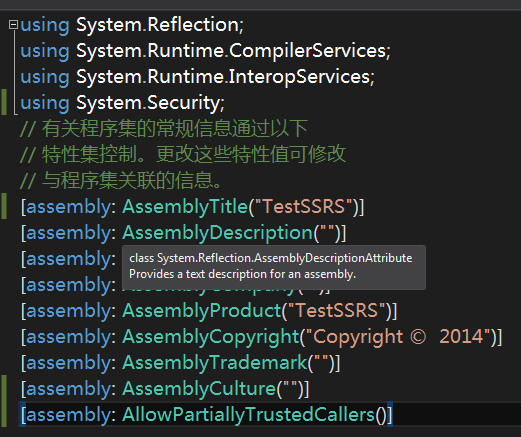 using System.Reflection;
using System.Runtime.CompilerServices;
using System.Runtime.InteropServices;
using System.Security;
// 有关程序集的常规信息通过以下
// 特性集控制。更改这些特性值可修改
// 与程序集关联的信息。
[assembly: AssemblyTitle("TestSSRS")]
[assembly: AssemblyDescription("")]
[assembly:
class System.Reflection.AssemblyDescriptionAttribute
Provides a text description for an assembly.
[assembly: AssemblyCompany("")]
[assembly: AssemblyProduct("TestSSRS")]
[assembly: AssemblyCopyright("Copyright ©  2014")]
[assembly: AssemblyTrademark("")]
[assembly: AssemblyCulture("")]
[assembly: AllowPartiallyTrustedCallers()]